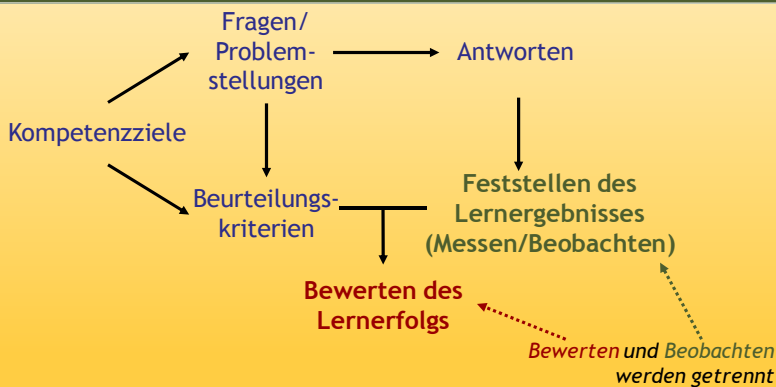 Fragen/
Problem-
stellungen
Antworten
Kompetenzziele
Beurteilungs-
kriterien
Feststellen des
Lernergebnisses
(Messen/Beobachten)
Bewerten des
Lernerfolgs
Bewerten und Beobachten
werden getrennt